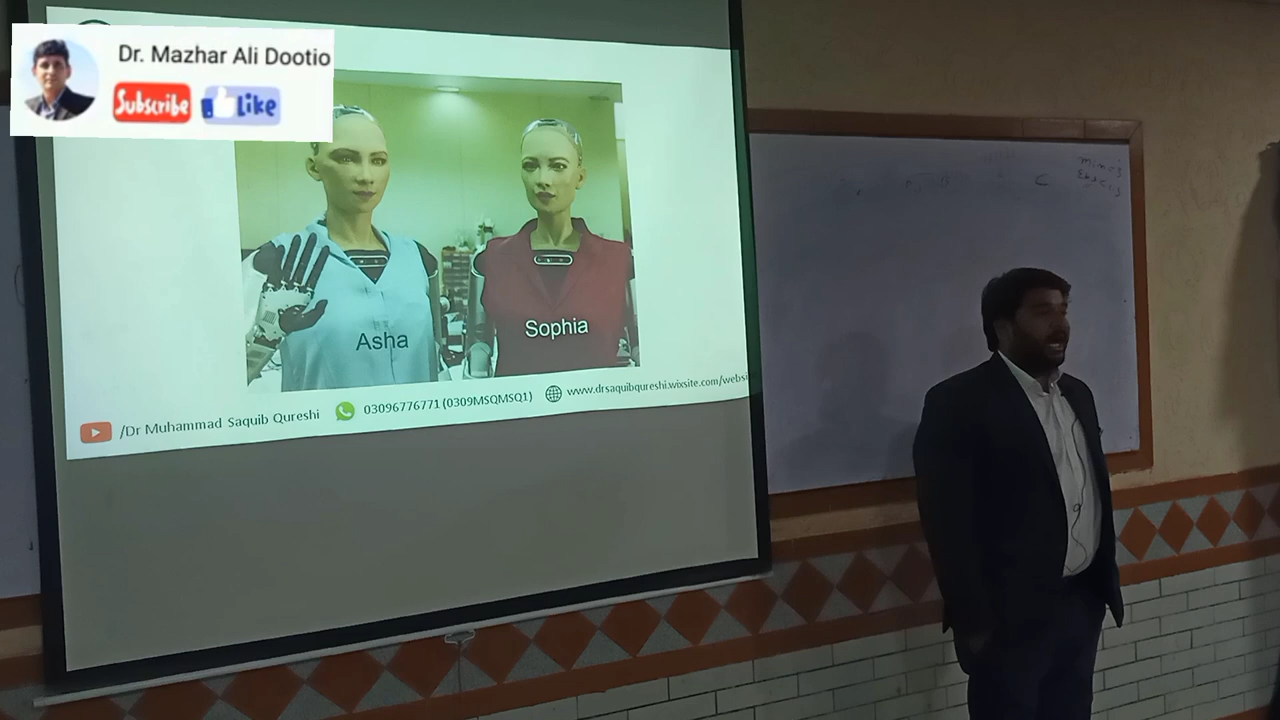 Dr. Mazhar Ali Dootio
Subscribe
Like
Asha
Sophia
/Dr Muhammad Saquib Qureshi
03096776771 (0309MSQMSQ1)
www.drsaquibqureshi.wixsite.com/websi